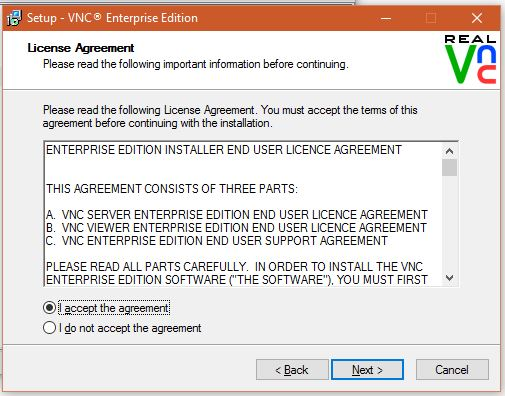 Setup - VNC® Enterprise Edition
License Agreement
Please read the following important information before continuing.
REAL
VNC
Please read the following License Agreement. You must accept the terms of this
agreement before continuing with the installation.
ENTERPRISE EDITION INSTALLER END USER LICENCE AGREEMENT
THIS AGREEMENT CONSISTS OF THREE PARTS:
A. VNC SERVER ENTERPRISE EDITION END USER LICENCE AGREEMENT
B. VNC VIEWER ENTERPRISE EDITION END USER LICENCE AGREEMENT
C. VNC ENTERPRISE EDITION END USER SUPPORT AGREEMENT
PLEASE READ ALL PARTS CAREFULLY. IN ORDER TO INSTALL THE VNC
ENTERPRISE EDITION SOFTWARE ("THE SOFTWARE"), YOU MUST FIRST
I accept the agreement
I do not accept the agreement
< Back
Next >
Cancel